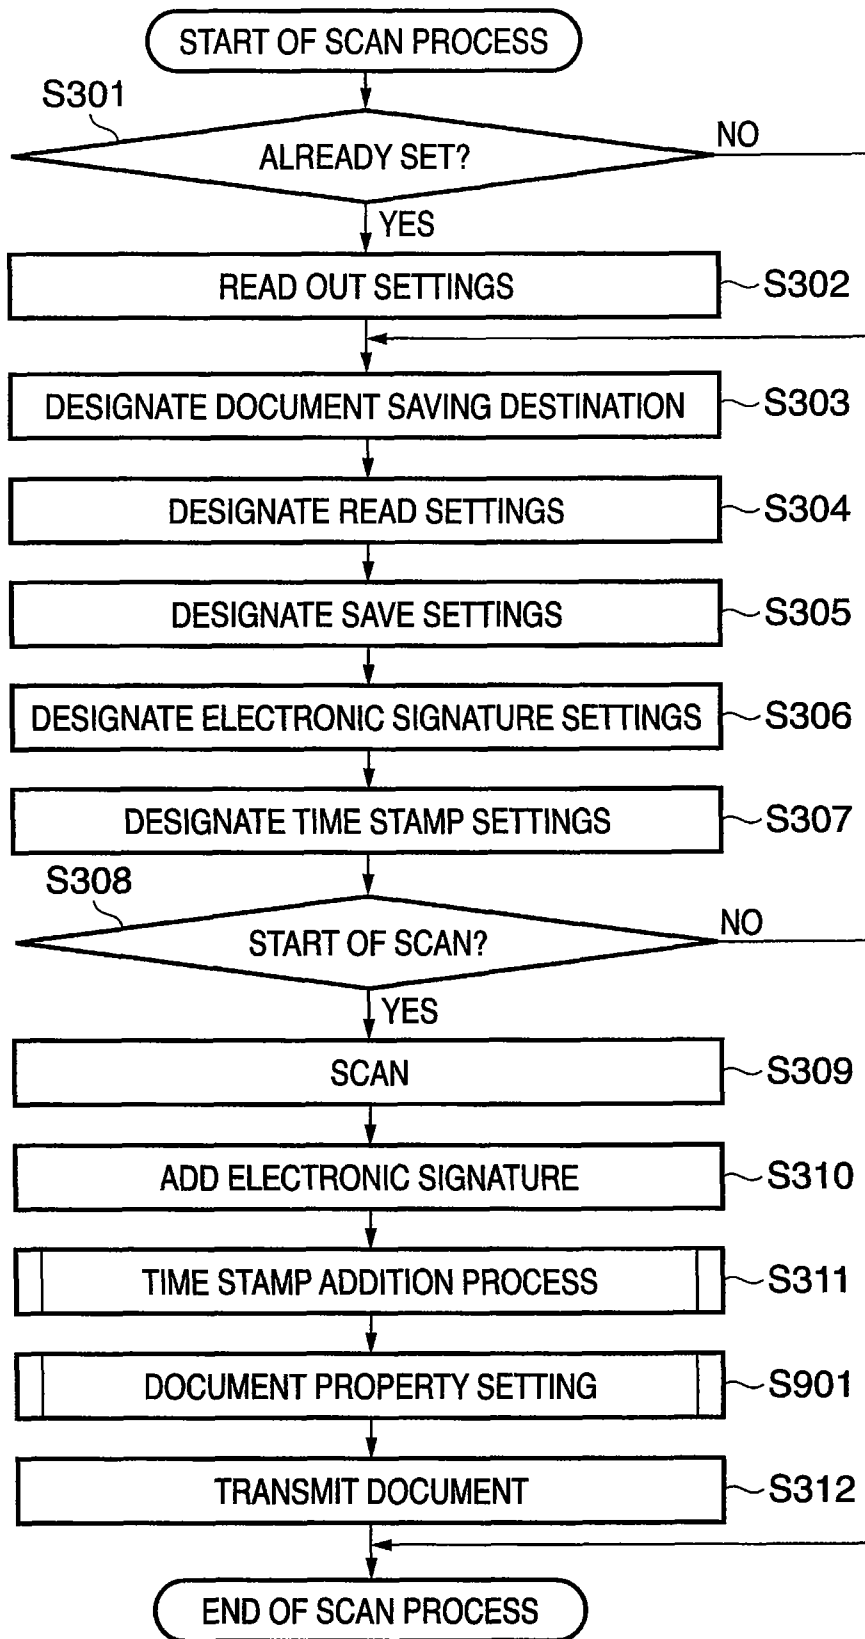 START OF SCAN PROCESS
S301
ALREADY SET?
NO
YES
READ OUT SETTINGS
S302
DESIGNATE DOCUMENT SAVING DESTINATION
S303
DESIGNATE READ SETTINGS
S304
DESIGNATE SAVE SETTINGS
S305
DESIGNATE ELECTRONIC SIGNATURE SETTINGS
S306
DESIGNATE TIME STAMP SETTINGS
S307
S308
START OF SCAN?
NO
YES
SCAN
S309
ADD ELECTRONIC SIGNATURE
S310
TIME STAMP ADDITION PROCESS
S311
DOCUMENT PROPERTY SETTING
S901
TRANSMIT DOCUMENT
S312
END OF SCAN PROCESS